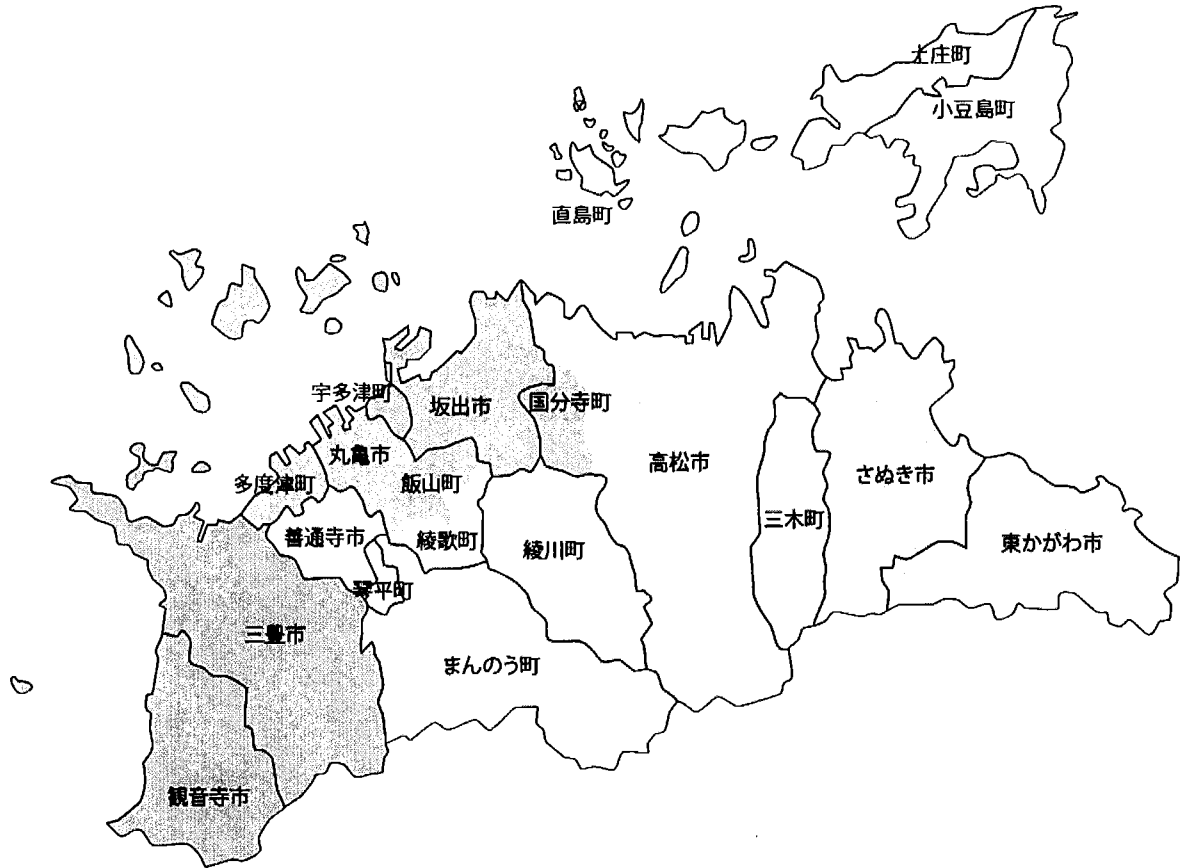 土庄町
小豆島町
直島町
宇多津町
坂出市
国分寺町
丸亀市
高松市
多度津町
飯山町
さぬき市
三木町
善通寺市
綾歌町
綾川町
東かがわ市
琴平町
三豊市
まんのう町
観音寺市